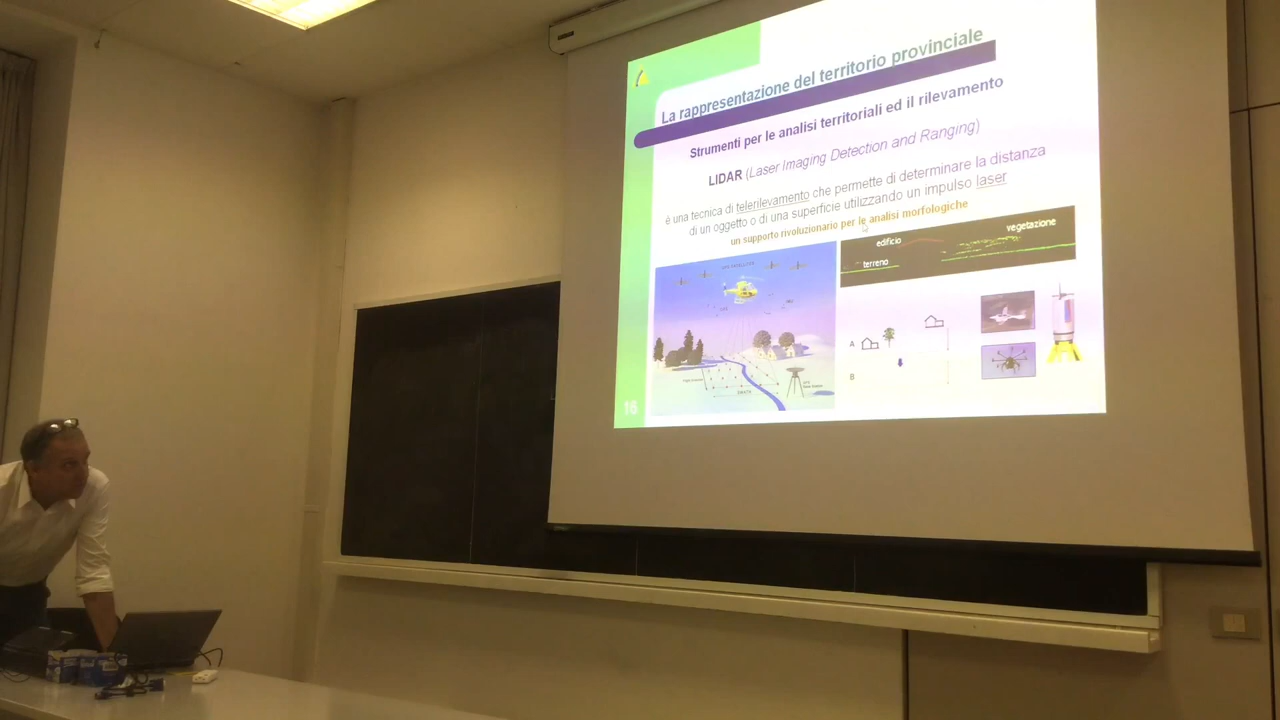 La rappresentazione del territorio provinciale
Strumenti per le analisi territoriali ed il rilevamento
LIDAR (Laser Imaging Detection and Ranging)
è una tecnica di telerilevamento che permette di determinare la distanza
di un oggetto o di una superficie utilizzando un impulso laser
un supporto rivoluzionario per le analisi morfologiche
edificio
vegetazione
terreno
A
B
16